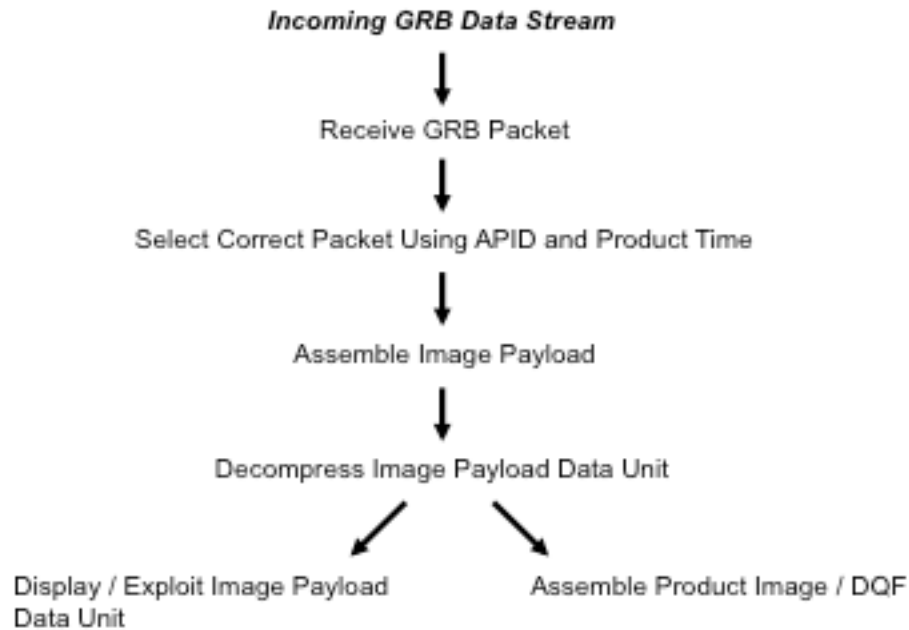 Incoming GRB Data Stream
Receive GRB Packet
Select Correct Packet Using APID and Product Time
Assemble Image Payload
Decompress Image Payload Data Unit
Display / Exploit Image Payload
Data Unit
Assemble Product Image / DQF